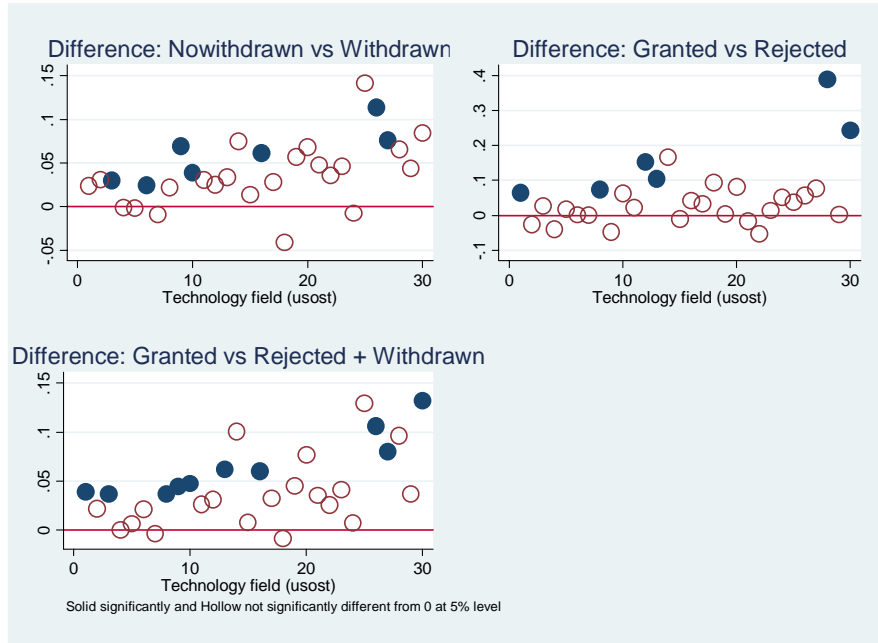 Difference: Nowithdrawn vs Withdrawn
.15
.1
.05
0
-.05
0 10 20 30
Technology field (usost)
Difference: Granted vs Rejected
.4
.3
.2
.1
0
-.1
0 10 20 30
Technology field (usost)
Difference: Granted vs Rejected + Withdrawn
.15
.1
.05
0
0 10 20 30
Technology field (usost)
Solid significantly and Hollow not significantly different from 0 at 5% level